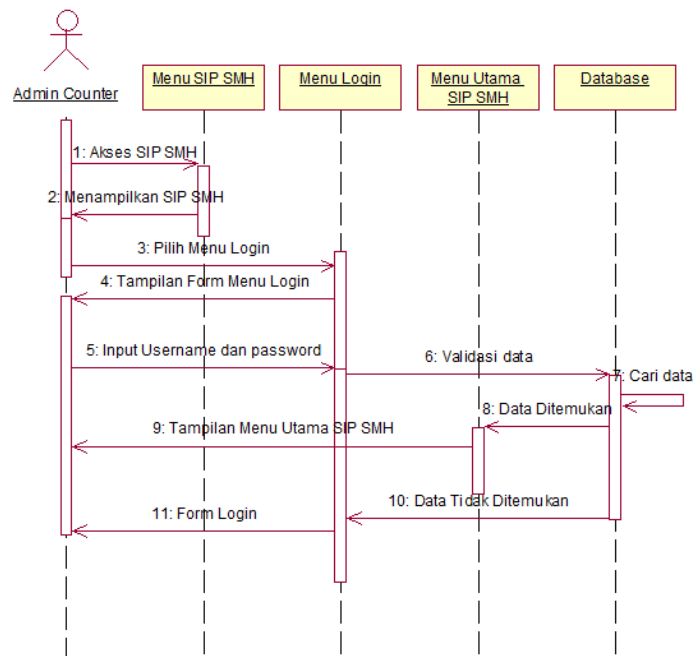 Admin Counter
Menu SIP SMH
Menu Login
Menu Utama
SIP SMH
Database
1: Akses SIP SMH
2: Menampilkan SIP SMH
3: Pilih Menu Login
4: Tampilan Form Menu Login
5: Input Username dan password
6: Validasi data
7: Cari data
8: Data Ditemukan
9: Tampilan Menu Utama SIP SMH
10: Data Tidak Ditemukan
11: Form Login